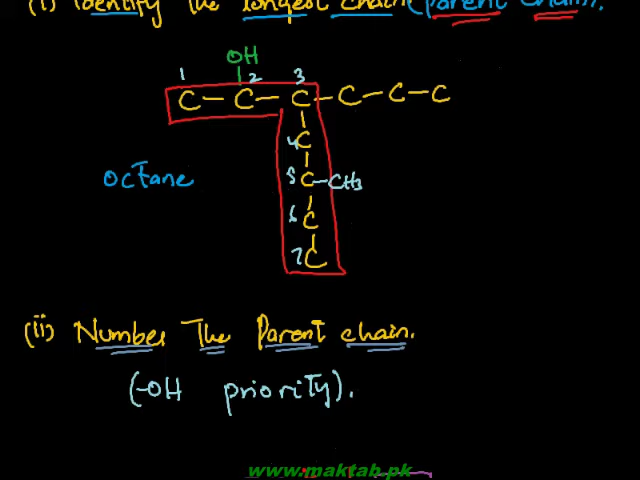 (i) Identify The longest chain (parent chain).
OH
1 2 3
C - C - C - C - C - C
4 C
5 C - CH3
octane
6 C
7 C
(ii) Number The Parent chain.
(-OH priority).
www.maktab.pk